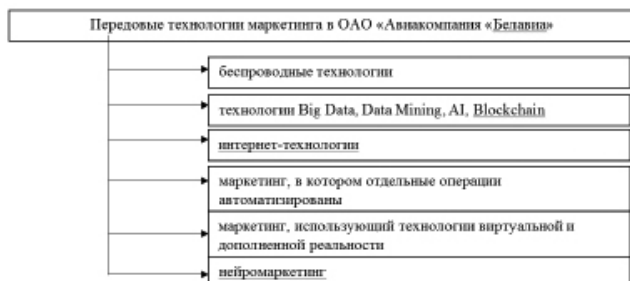 Передовые технологии маркетинга в ОАО «Авиакомпания «Белавиа»
беспроводные технологии
технологии Big Data, Data Mining, AI, Blockchain
интернет-технологии
маркетинг, в котором отдельные операции
автоматизированы
маркетинг, использующий технологии виртуальной и
дополненной реальности
нейромаркетинг